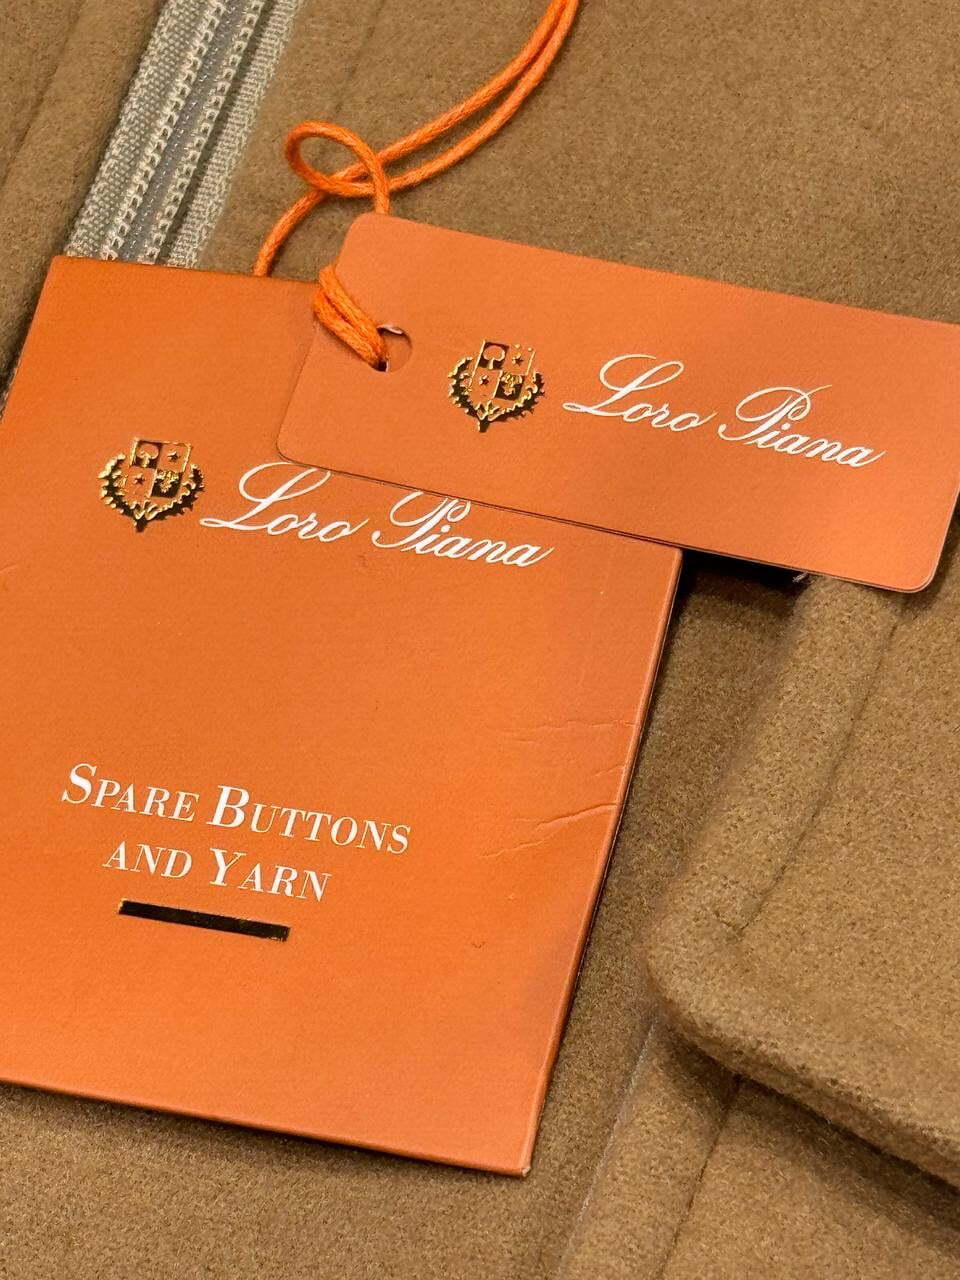 Loro Piana
Loro Piana
SPARE BUTTONS
AND YARN